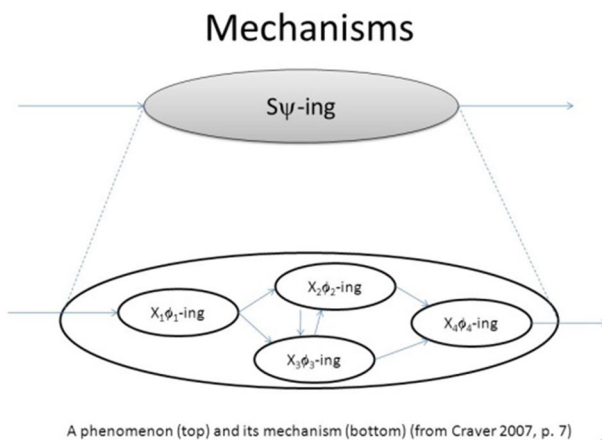 Mechanisms
Sψ-ing
X₂ϕ₂-ing
X₁ϕ₁-ing
X₄ϕ₄-ing
X₃ϕ₃-ing
A phenomenon (top) and its mechanism (bottom) (from Craver 2007, p. 7)